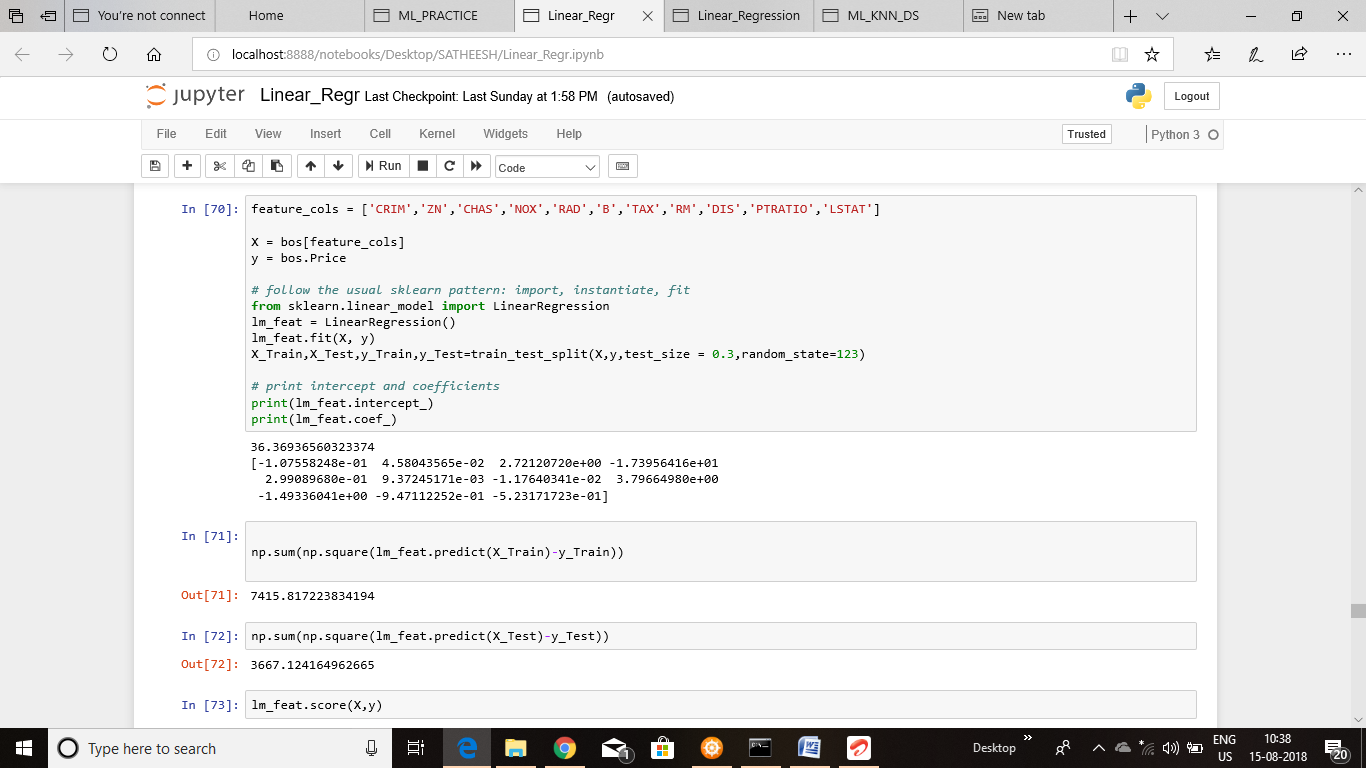 You're not connect
Home
ML_PRACTICE
Linear_Regr
Linear_Regression
ML_KNN_DS
New tab
localhost:8888/notebooks/Desktop/SATHEESH/Linear_Regr.ipynb
jupyter Linear_Regr Last Checkpoint: Last Sunday at 1:58 PM (autosaved)
Logout
File Edit View Insert Cell Kernel Widgets Help
Trusted
Python 3
Run
Code
In [70]: feature_cols = ['CRIM','ZN','CHAS','NOX','RAD','B','TAX','RM','DIS','PTRATIO','LSTAT']
X = bos[feature_cols]
y = bos.Price
# follow the usual sklearn pattern: import, instantiate, fit
from sklearn.linear_model import LinearRegression
lm_feat = LinearRegression()
lm_feat.fit(X, y)
X_Train,X_Test,y_Train,y_Test=train_test_split(X,y,test_size = 0.3,random_state=123)
# print intercept and coefficients
print(lm_feat.intercept_)
print(lm_feat.coef_)
36.36936560323374
[-1.07558248e-01 4.58043565e-02 2.72120720e+00 -1.73956416e+01
2.99089680e-01 9.37245171e-03 -1.17640341e-02 3.79664980e+00
-1.49336041e+00 -9.47112252e-01 -5.23171723e-01]
In [71]:
np.sum(np.square(lm_feat.predict(X_Train)-y_Train))
Out[71]: 7415.817223834194
In [72]: np.sum(np.square(lm_feat.predict(X_Test)-y_Test))
Out[72]: 3667.124164962665
In [73]: lm_feat.score(X,y)
Type here to search
1
Desktop
ENG
US
10:38
15-08-2018
20